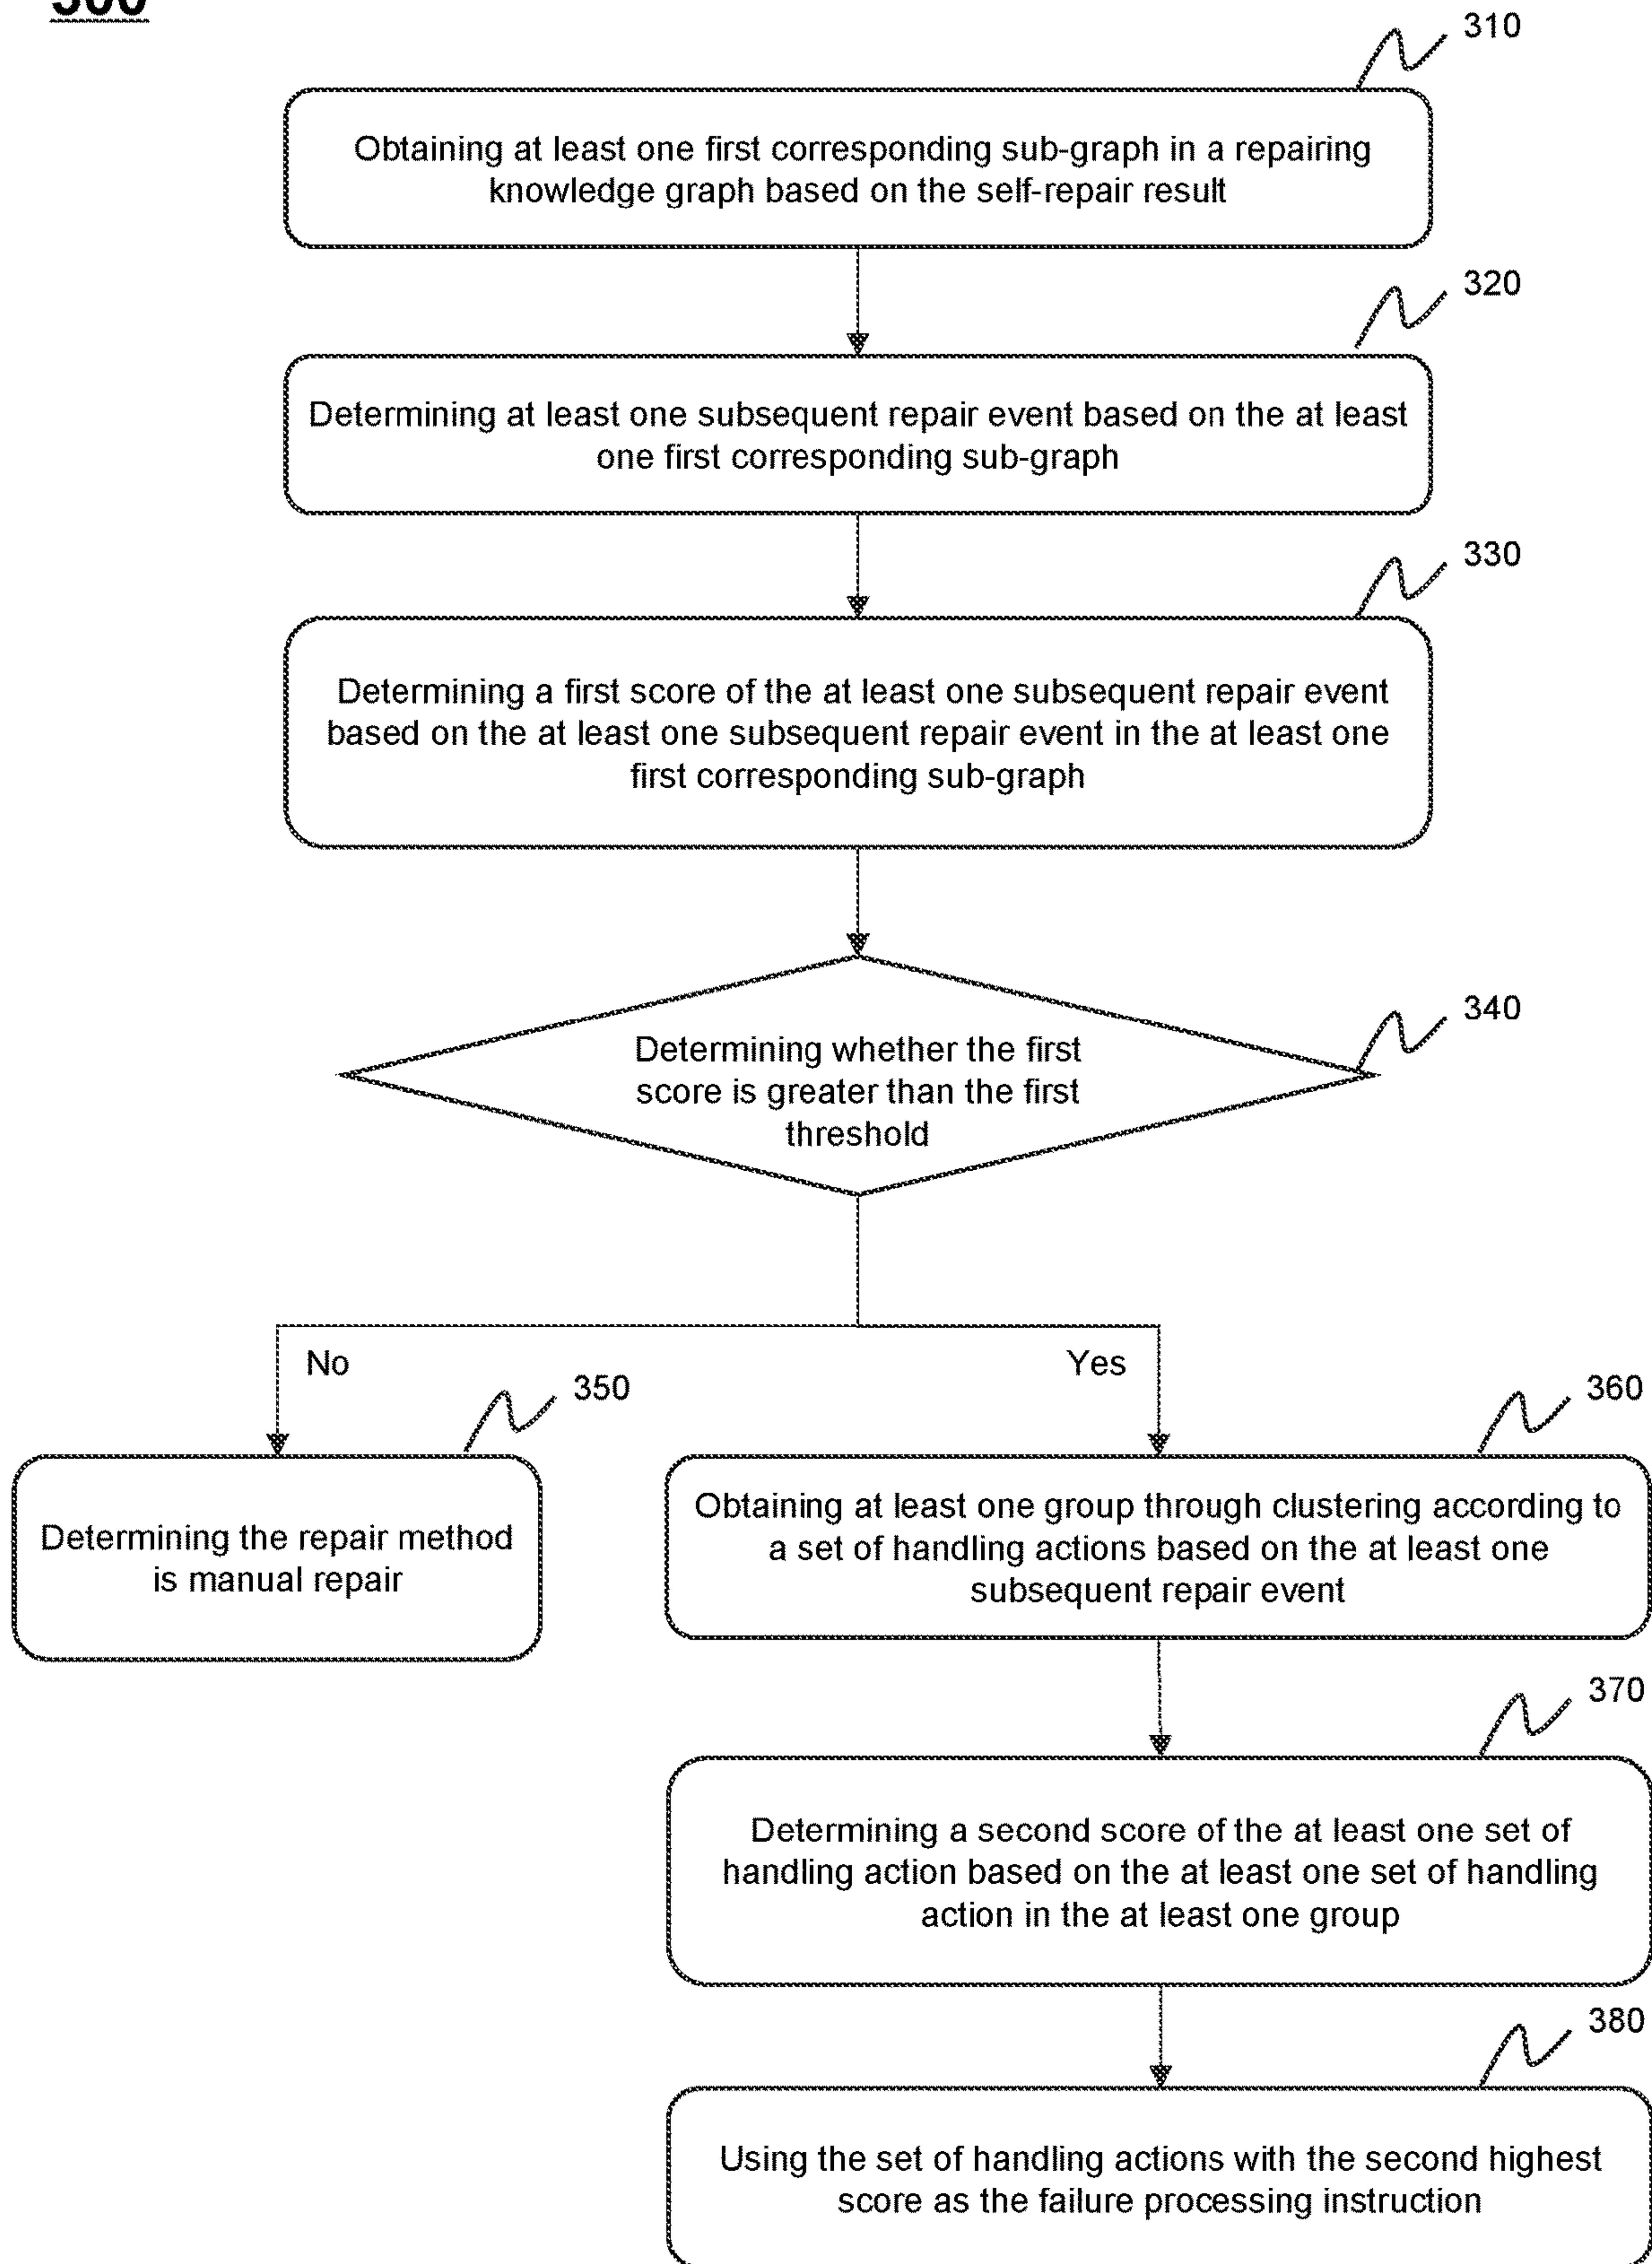 300
310
Obtaining at least one first corresponding sub-graph in a repairing
knowledge graph based on the self-repair result
320
Determining at least one subsequent repair event based on the at least
one first corresponding sub-graph
330
Determining a first score of the at least one subsequent repair event
based on the at least one subsequent repair event in the at least one
first corresponding sub-graph
340
Determining whether the first
score is greater than the first
threshold
No
Yes
350
360
Determining the repair method
is manual repair
Obtaining at least one group through clustering according to
a set of handling actions based on the at least one
subsequent repair event
370
Determining a second score of the at least one set of
handling action based on the at least one set of handling
action in the at least one group
380
Using the set of handling actions with the second highest
score as the failure processing instruction